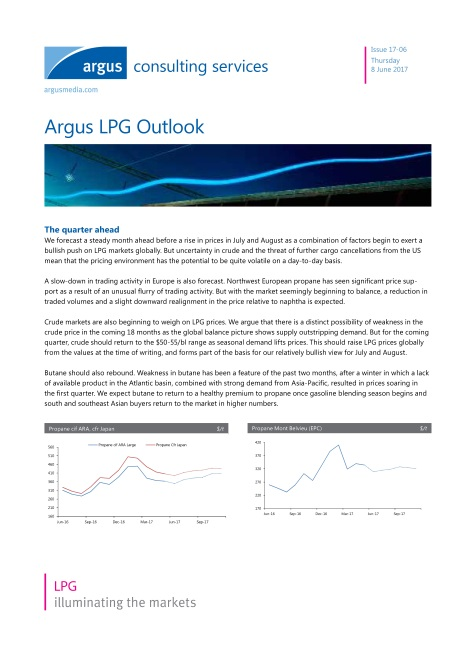 argus consulting services
argusmedia.com
Issue 17-06
Thursday
8 June 2017
Argus LPG Outlook
The quarter ahead
We forecast a steady month ahead before a rise in prices in July and August as a combination of factors begin to exert a
bullish push on LPG markets globally. But uncertainty in crude and the threat of further cargo cancellations from the US
mean that the pricing environment has the potential to be quite volatile on a day-to-day basis.
A slow-down in trading activity in Europe is also forecast. Northwest European propane has seen significant price sup-
port as a result of an unusual flurry of trading activity. But with the market seemingly beginning to balance, a reduction in
traded volumes and a slight downward realignment in the price relative to naphtha is expected.
Crude markets are also beginning to weigh on LPG prices. We argue that there is a distinct possibility of weakness in the
crude price in the coming 18 months as the global balance picture shows supply outstripping demand. But for the coming
quarter, crude should return to the $50-55/bl range as seasonal demand lifts prices. This should raise LPG prices globally
from the values at the time of writing, and forms part of the basis for our relatively bullish view for July and August.
Butane should also rebound. Weakness in butane has been a feature of the past two months, after a winter in which a lack
of available product in the Atlantic basin, combined with strong demand from Asia-Pacific, resulted in prices soaring in
the first quarter. We expect butane to return to a healthy premium to propane once gasoline blending season begins and
south and southeast Asian buyers return to the market in higher numbers.
Propane cif ARA, cfr Japan $/t
Propane cif ARA Large Propane Cfr Japan
560
510
460
410
360
310
260
210
160
Jun-16 Sep-16 Dec-16 Mar-17 Jun-17 Sep-17
Propane Mont Belvieu (EPC) $/t
420
370
320
270
220
170
Jun-16 Sep-16 Dec-16 Mar-17 Jun-17 Sep-17
LPG
illuminating the markets